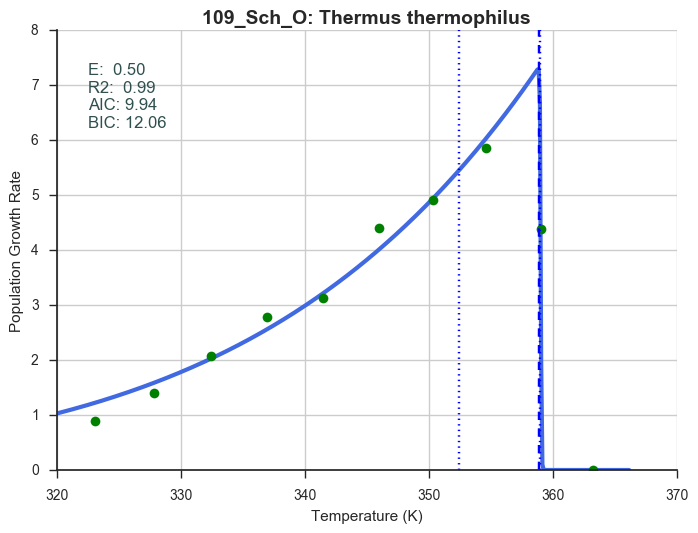 109_Sch_O: Thermus thermophilus
E:  0.50
R2:  0.99
AIC: 9.94
BIC: 12.06
Population Growth Rate
8
7
6
5
4
3
2
1
0
320 330 340 350 360 370
Temperature (K)